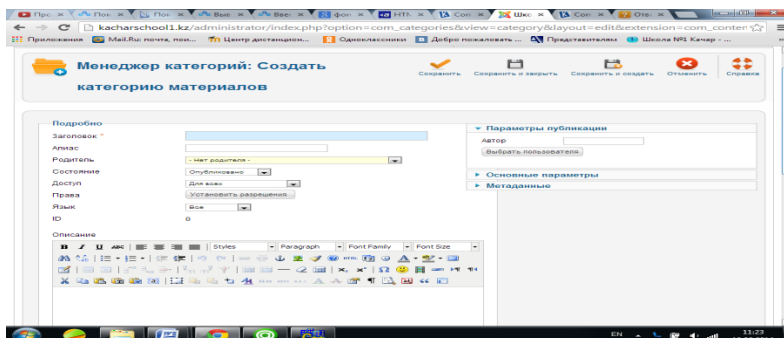 kacharschool1.kz/administrator/index.php?option=com_categories&view=category&layout=edit&extension=com_conten
Приложения Mail.Ru: почта, пои... Центр дистанцион... Одноклассники Добро пожаловать ... Представителям Школа №1 Качар - ...
Менеджер категорий: Создать
категорию материалов
Сохранить Сохранить и закрыть Сохранить и создать Отменить Справка
Подробно
Заголовок *
Алиас
Родитель - Нет родителя -
Состояние Опубликовано
Доступ Для всех
Права Установить разрешения
Язык Все
ID 0
Описание
B I U ABC Styles Paragraph Font Family Font Size
Параметры публикации
Автор
Выбрать пользователя
Основные параметры
Метаданные
EN 11:23